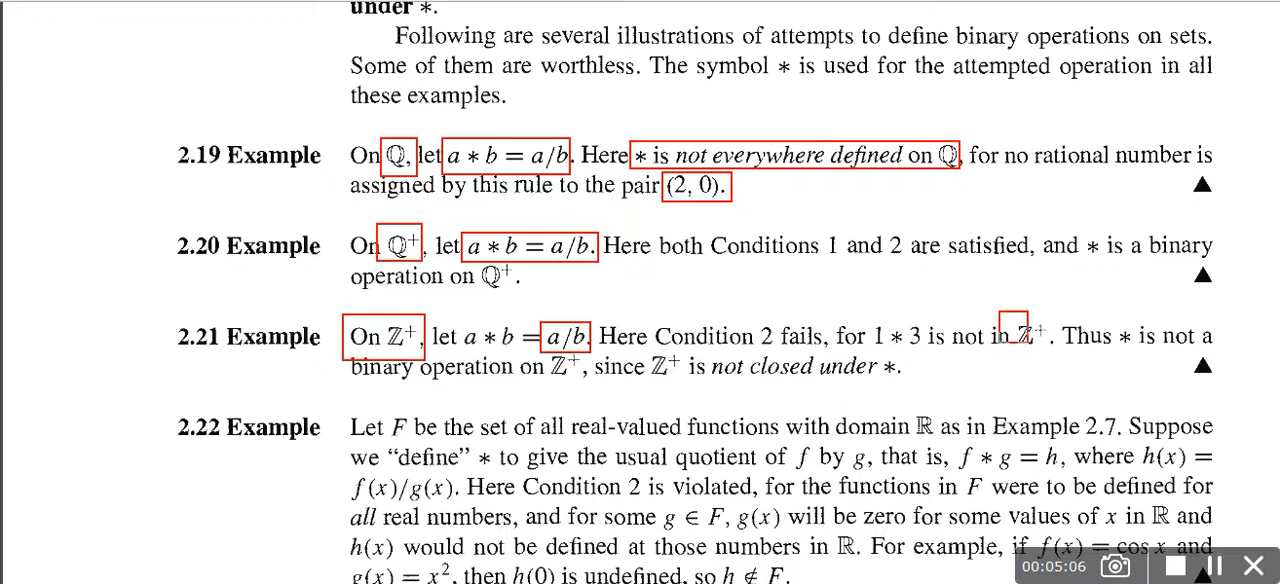 under *.
Following are several illustrations of attempts to define binary operations on sets.
Some of them are worthless. The symbol * is used for the attempted operation in all
these examples.
2.19 Example On ℚ, let a * b = a/b. Here * is not everywhere defined on ℚ, for no rational number is
assigned by this rule to the pair (2, 0). ▲
2.20 Example On ℚ⁺, let a * b = a/b. Here both Conditions 1 and 2 are satisfied, and * is a binary
operation on ℚ⁺. ▲
2.21 Example On ℤ⁺, let a * b = a/b. Here Condition 2 fails, for 1 * 3 is not in ℤ⁺. Thus * is not a
binary operation on ℤ⁺, since ℤ⁺ is not closed under *. ▲
2.22 Example Let F be the set of all real-valued functions with domain ℝ as in Example 2.7. Suppose
we “define” * to give the usual quotient of f by g, that is, f * g = h, where h(x) =
f(x)/g(x). Here Condition 2 is violated, for the functions in F were to be defined for
all real numbers, and for some g ∈ F, g(x) will be zero for some values of x in ℝ and
h(x) would not be defined at those numbers in ℝ. For example, if f(x) = cos x and
g(x) = x², then h(0) is undefined, so h ∉ F. ▲
00:05:06